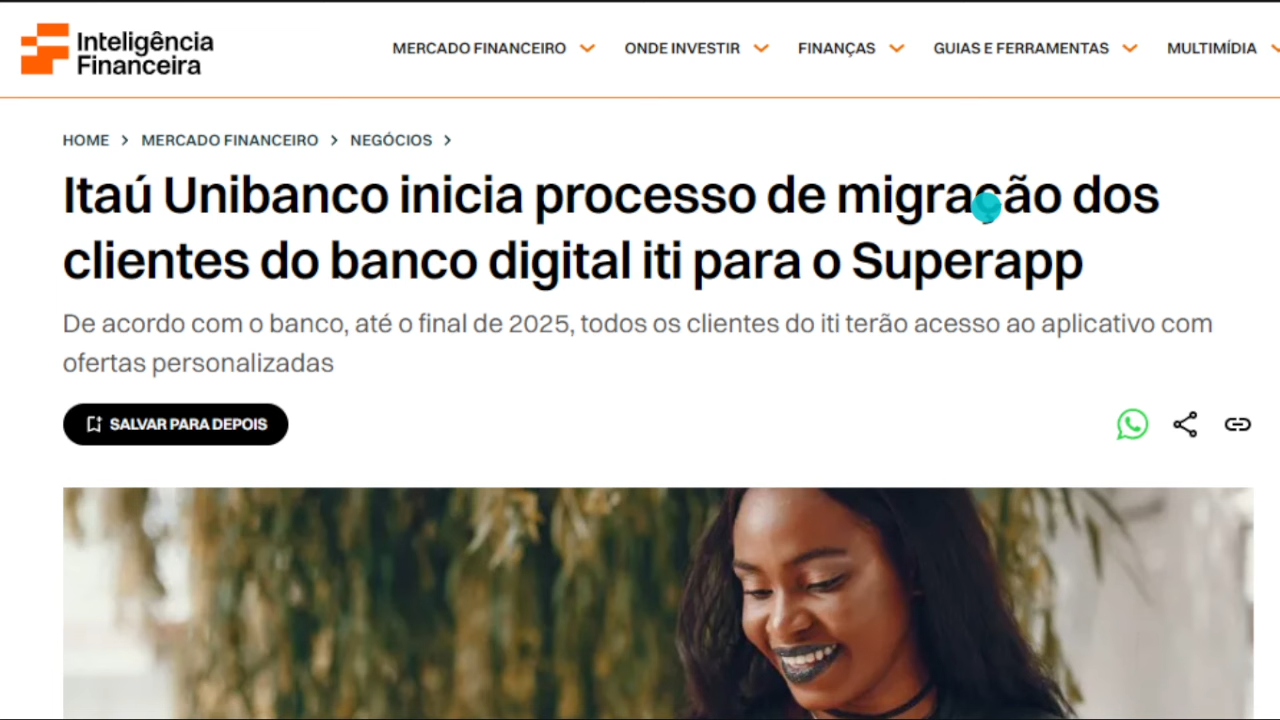 Inteligência
Financeira
MERCADO FINANCEIRO
ONDE INVESTIR
FINANÇAS
GUIAS E FERRAMENTAS
MULTIMÍDIA
HOME > MERCADO FINANCEIRO > NEGÓCIOS >
Itaú Unibanco inicia processo de migração dos
clientes do banco digital iti para o Superapp
De acordo com o banco, até o final de 2025, todos os clientes do iti terão acesso ao aplicativo com
ofertas personalizadas
SALVAR PARA DEPOIS